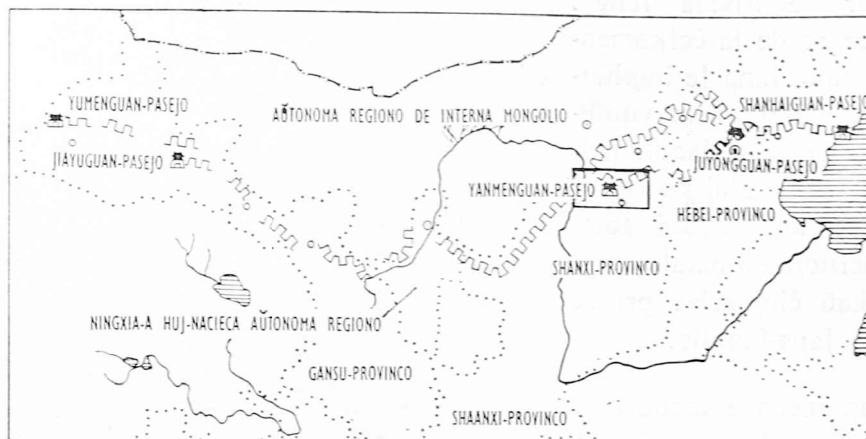 YUMENGUAN-PASEJO
JIAYUGUAN-PASEJO
AŬTONOMA REGIONO DE INTERNA MONGOLIO
SHANHAIGUAN-PASEJO
JUYONGGUAN-PASEJO
YANMENGUAN-PASEJO
HEBEI-PROVINCO
SHANXI-PROVINCO
NINGXIA-A HUJ-NACIECA AŬTONOMA REGIONO
GANSU-PROVINCO
SHAANXI-PROVINCO